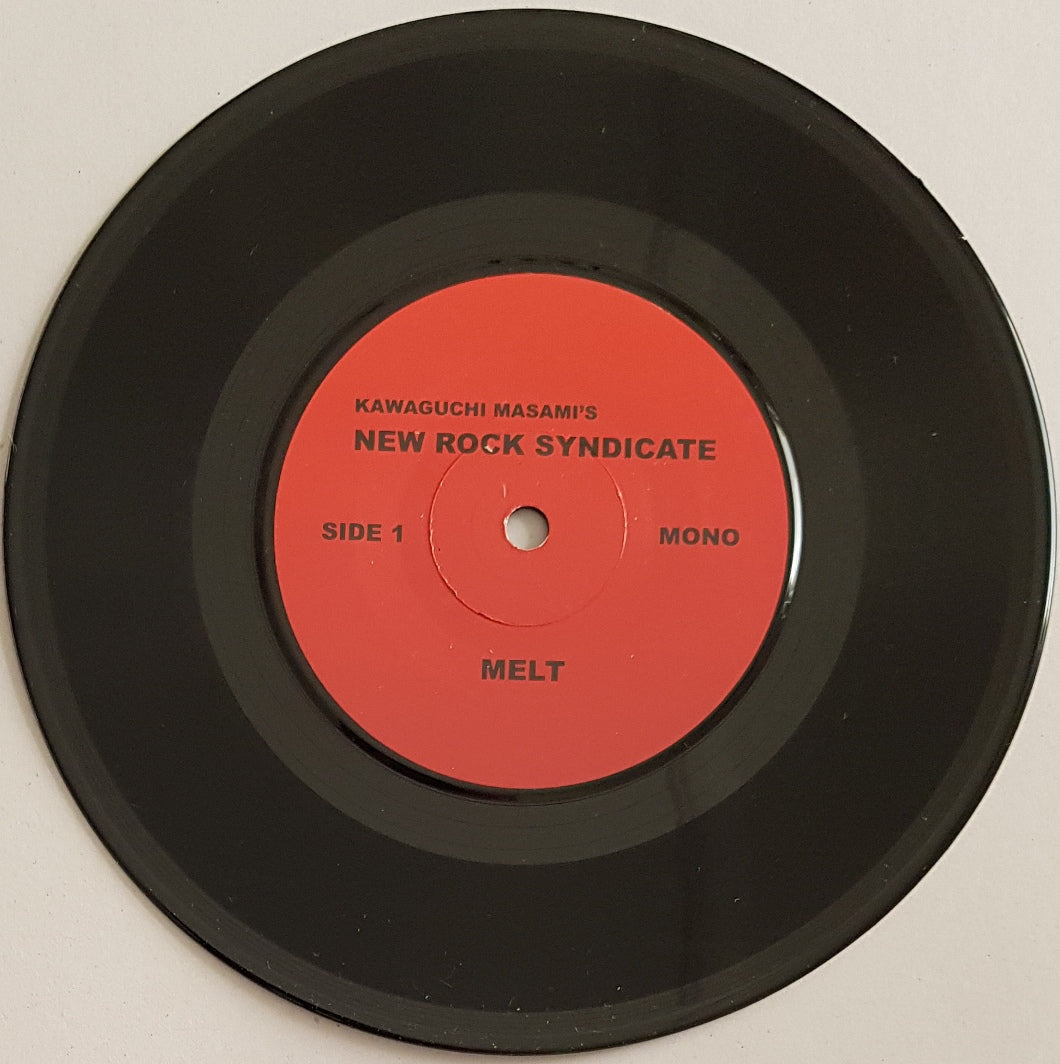 KAWAGUCHI MASAMI'S
NEW ROCK SYNDICATE
SIDE 1 MONO
MELT